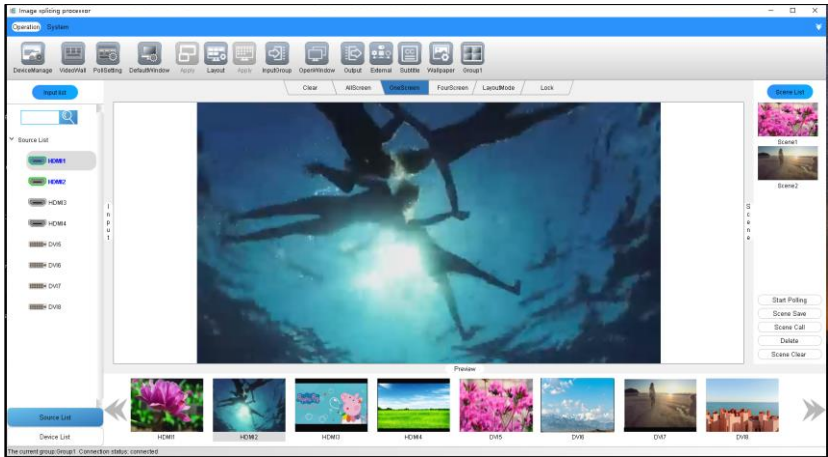 Image splicing processor
Operation System
DeviceManage VideoWall PollSetting DefaultWindow Apply Layout Apply InputGroup OpenWindow Output External Subtitle Wallpaper Group1
Input list
Clear AllScreen OneScreen FourScreen LayoutMode Lock
Scene List
Source List
HDMI1
HDMI2
HDMI3
HDMI4
DVI5
DVI6
DVI7
DVI8
Input
Scene
Scene1
Scene2
Start Polling
Scene Save
Scene Call
Delete
Scene Clear
Preview
HDMI1 HDMI2 HDMI3 HDMI4 DVI5 DVI6 DVI7 DVI8
Source List
Device List
The current group:Group1 Connection status: connected